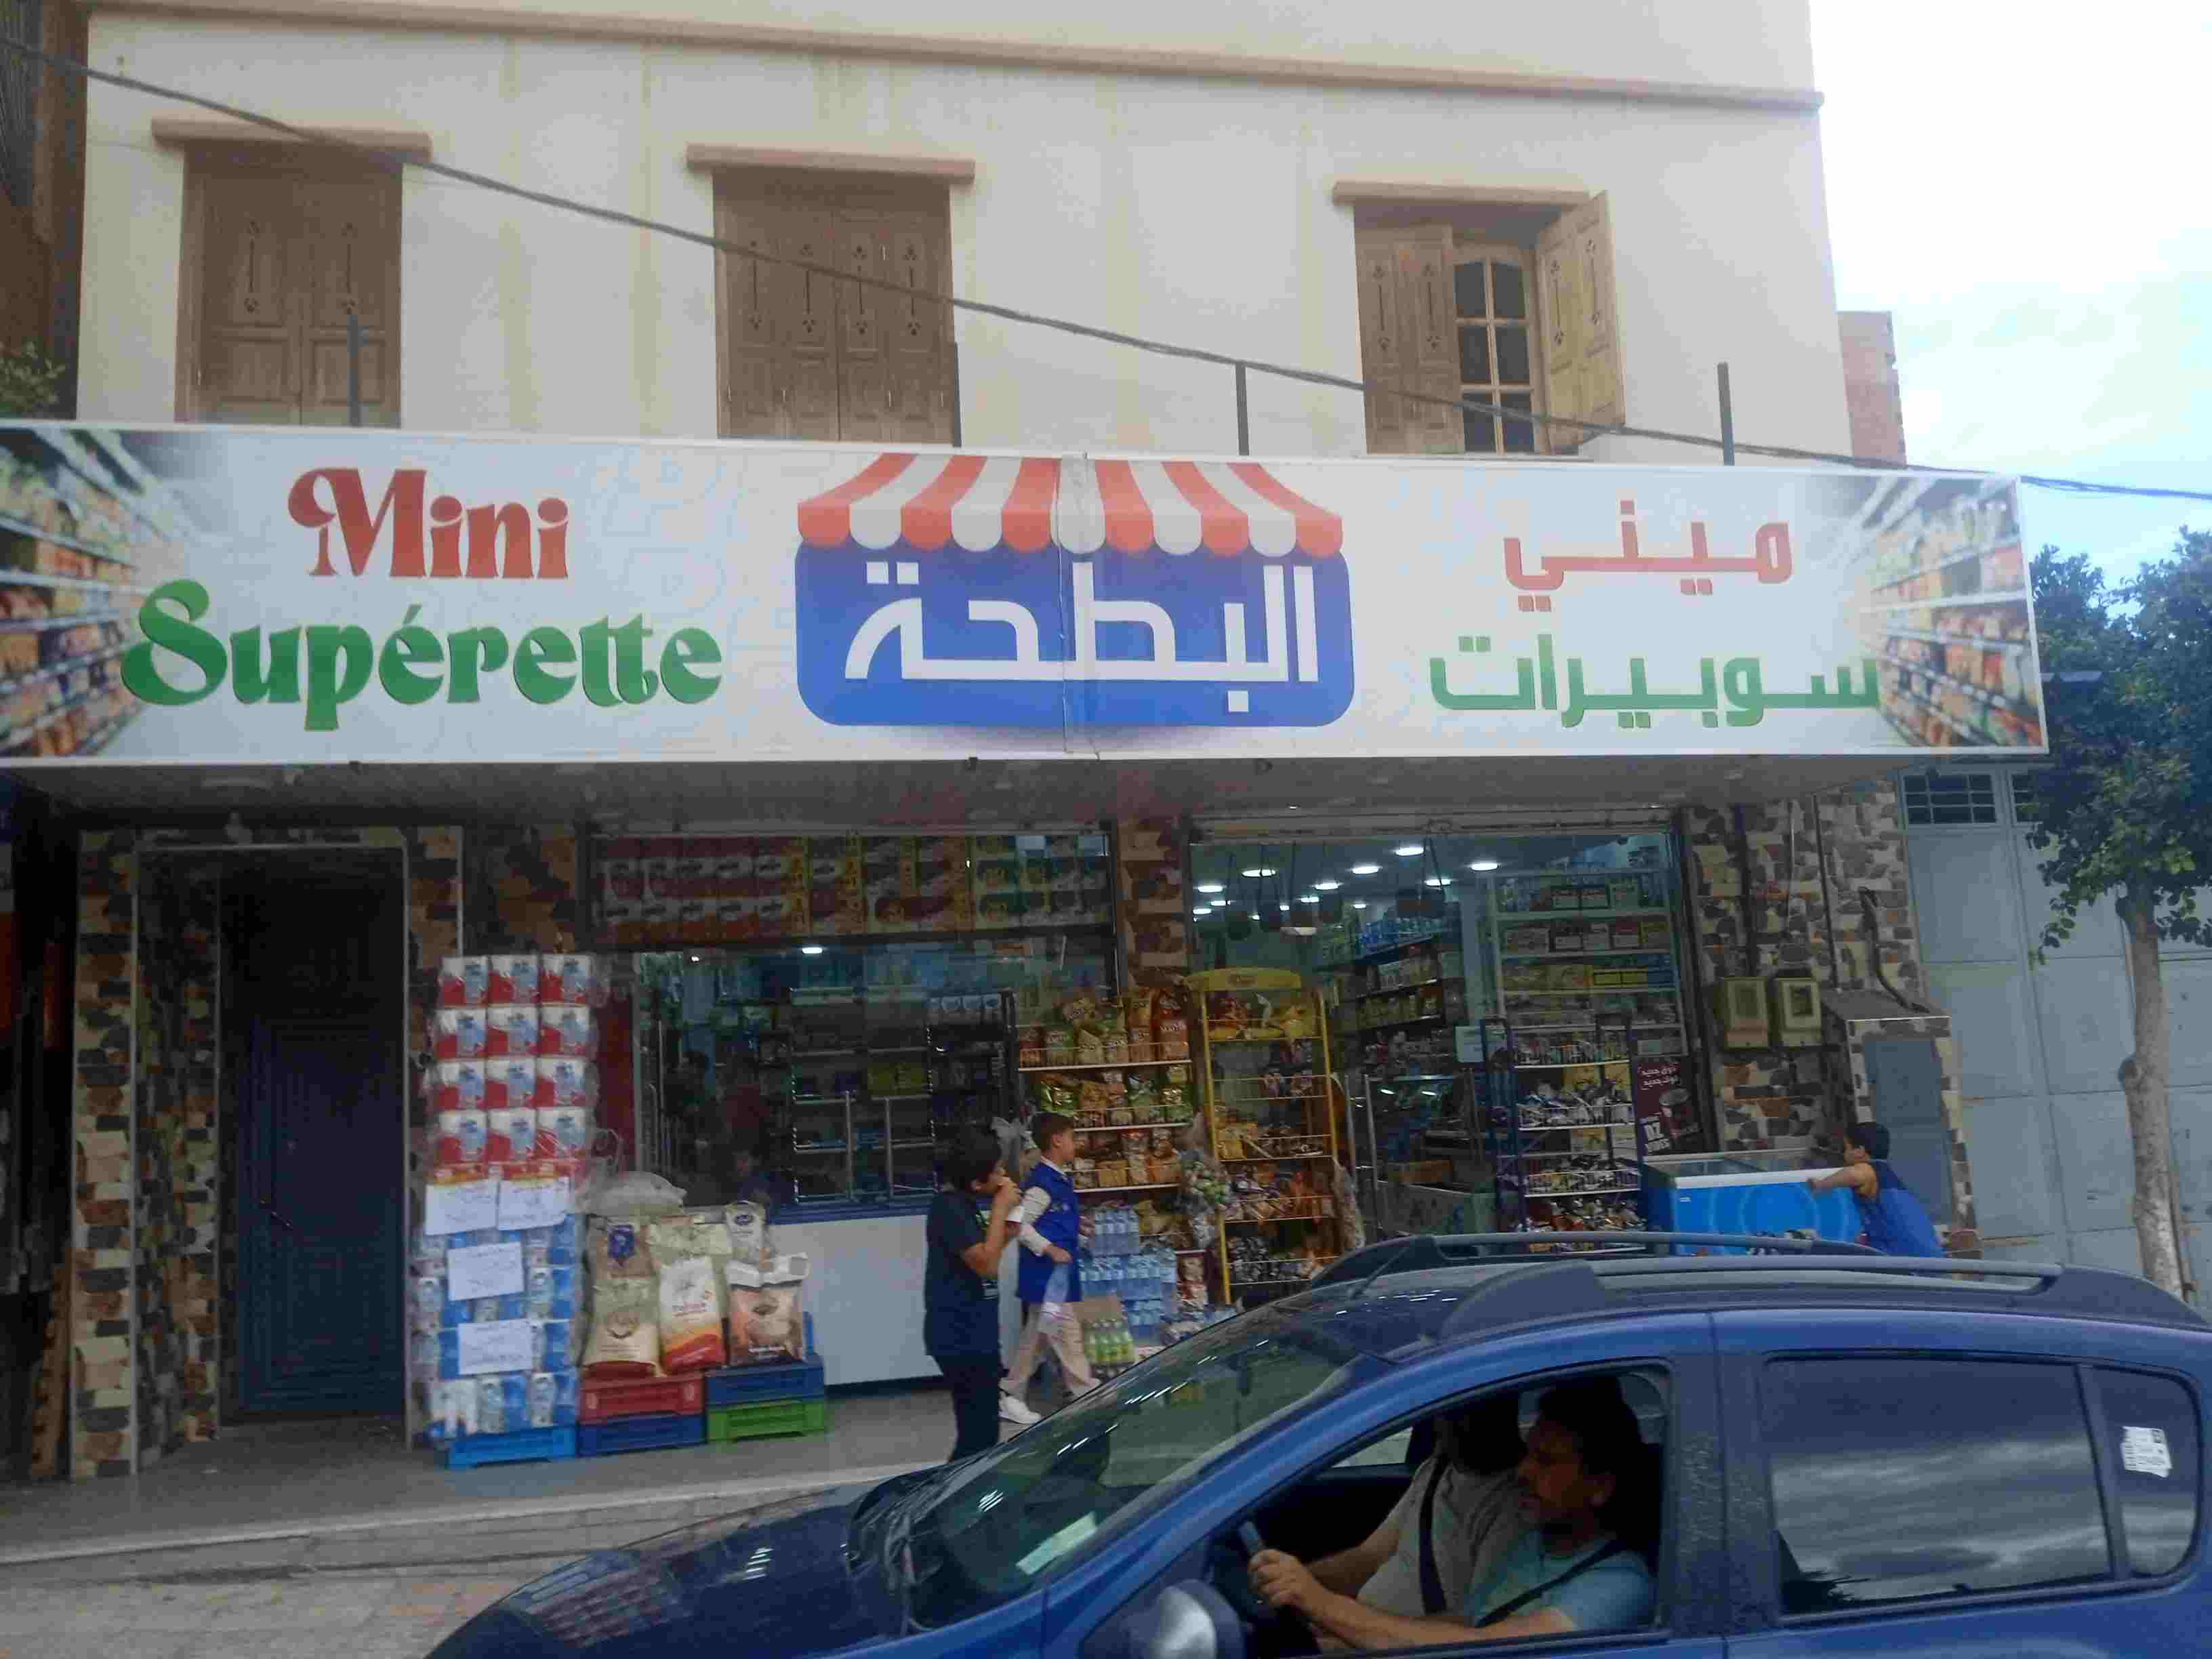 Mini
Supérette
البطحة
ميني
سوبيرات